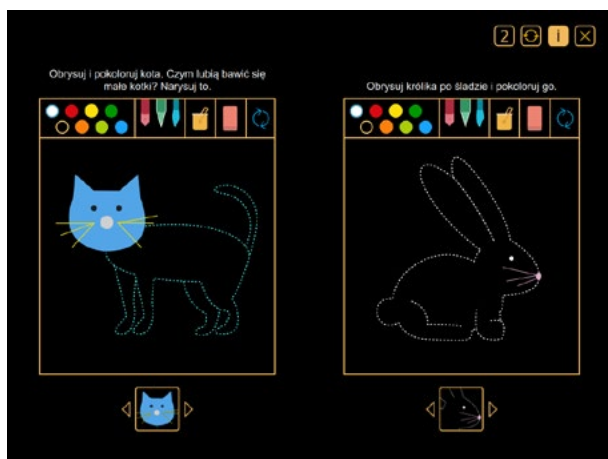 2 i
Obrysuj i pokoloruj kota. Czym lubią bawić się
małe kotki? Narysuj to.
Obrysuj królika po śladzie i pokoloruj go.